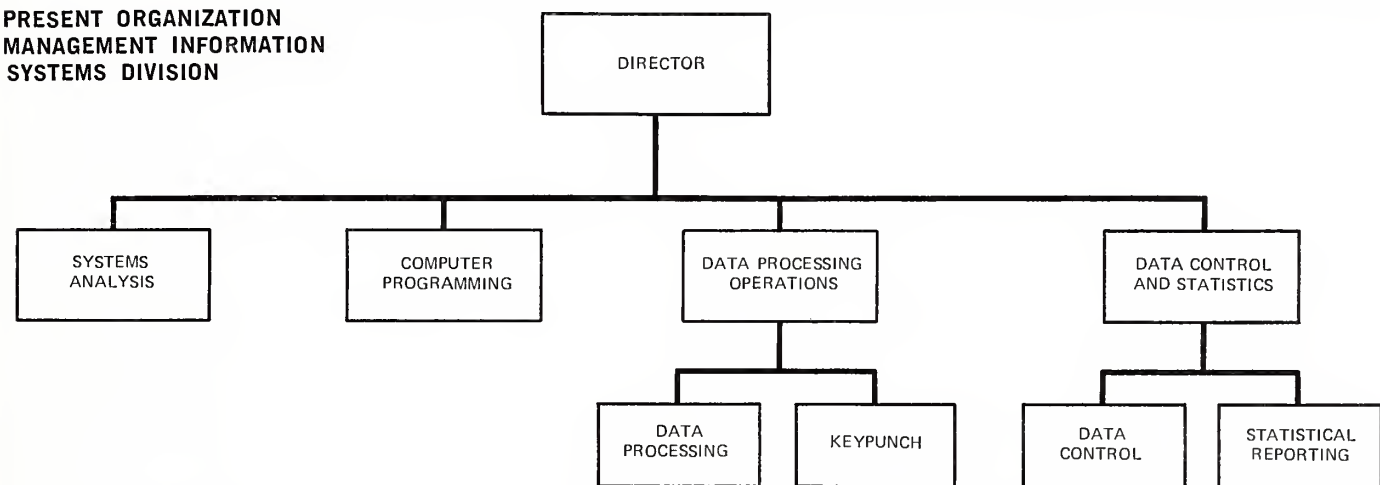 PRESENT ORGANIZATION
MANAGEMENT INFORMATION
SYSTEMS DIVISION
DIRECTOR
SYSTEMS
ANALYSIS
COMPUTER
PROGRAMMING
DATA PROCESSING
OPERATIONS
DATA CONTROL
AND STATISTICS
DATA
PROCESSING
KEYPUNCH
DATA
CONTROL
STATISTICAL
REPORTING